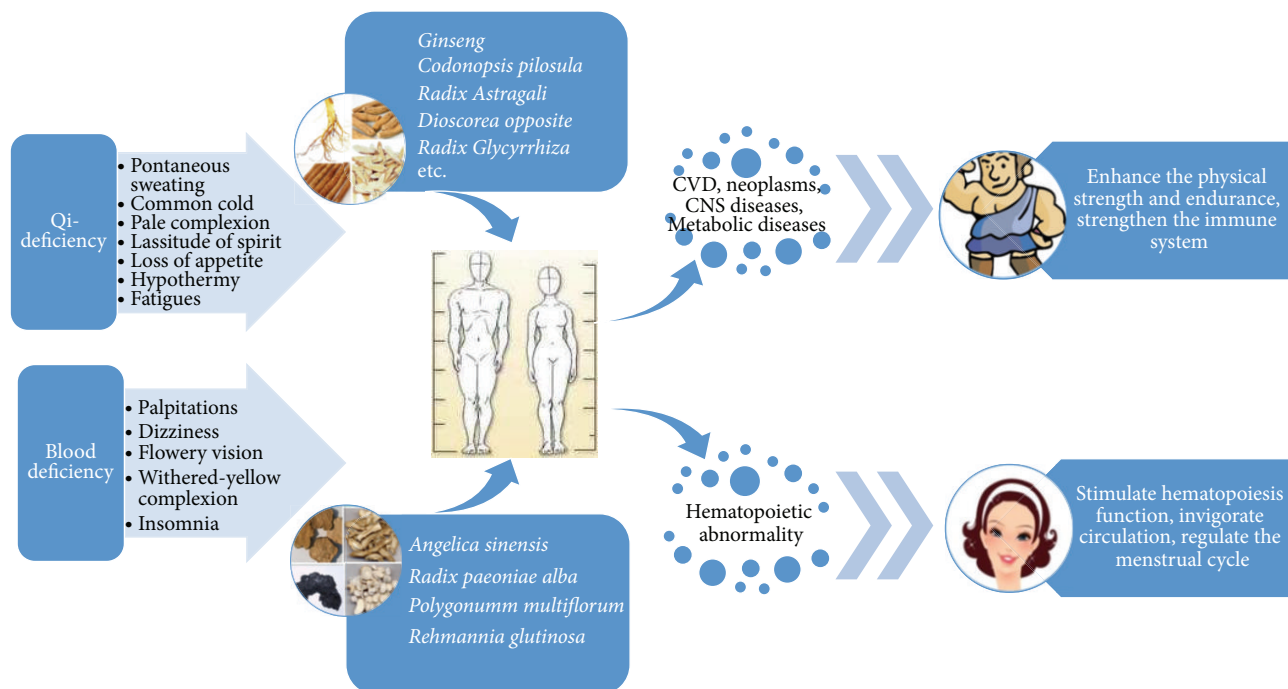 Qi-
deficiency
• Pontaneous
sweating
• Common cold
• Pale complexion
• Lassitude of spirit
• Loss of appetite
• Hypothermy
• Fatigues
Ginseng
Codonopsis pilosula
Radix Astragali
Dioscorea opposite
Radix Glycyrrhiza
etc.
CVD, neoplasms,
CNS diseases,
Metabolic diseases
Enhance the physical
strength and endurance,
strengthen the immune
system
Blood
deficiency
• Palpitations
• Dizziness
• Flowery vision
• Withered-yellow
complexion
• Insomnia
Angelica sinensis
Radix paeoniae alba
Polygonumm multiflorum
Rehmannia glutinosa
Hematopoietic
abnormality
Stimulate hematopoiesis
function, invigorate
circulation, regulate the
menstrual cycle